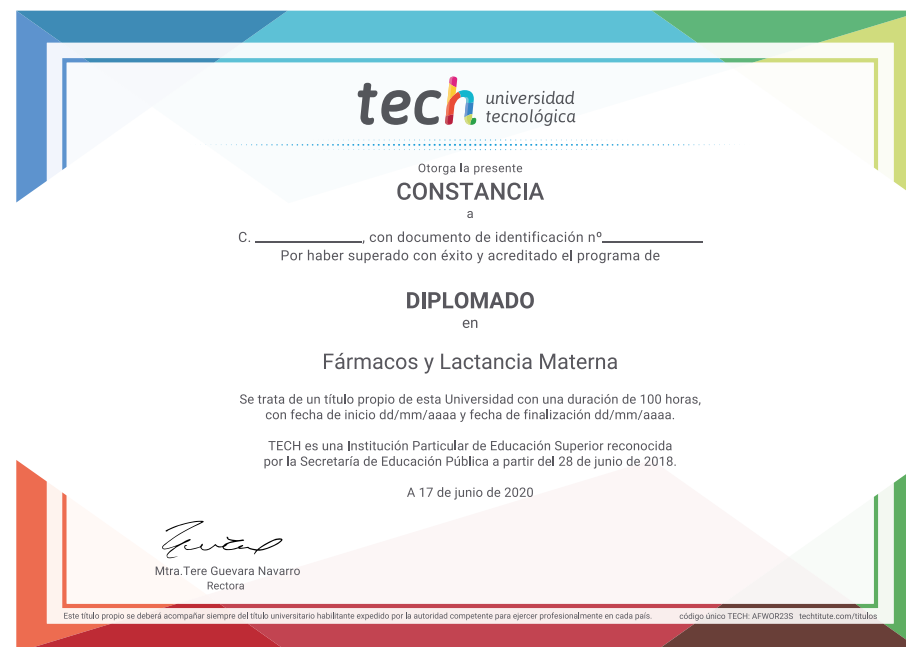 tech universidad
tecnológica
Otorga la presente
CONSTANCIA
a
C. ____________, con documento de identificación nº____________
Por haber superado con éxito y acreditado el programa de
DIPLOMADO
en
Fármacos y Lactancia Materna
Se trata de un título propio de esta Universidad con una duración de 100 horas,
con fecha de inicio dd/mm/aaaa y fecha de finalización dd/mm/aaaa.
TECH es una Institución Particular de Educación Superior reconocida
por la Secretaría de Educación Pública a partir del 28 de junio de 2018.
A 17 de junio de 2020
Mtra.Tere Guevara Navarro
Rectora
Este título propio se deberá acompañar siempre del título universitario habilitante expedido por la autoridad competente para ejercer profesionalmente en cada país. código único TECH: AFWOR23S techtitute.com/titulos